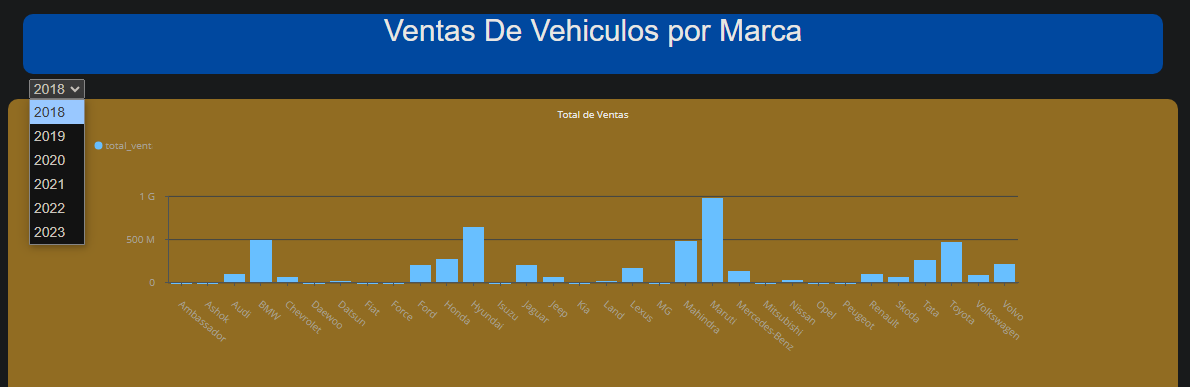 Ventas De Vehiculos por Marca
2018
2018
2019
2020
2021
2022
2023
Total de Ventas
total_vent
1 G
500 M
0
Ambassador
Ashok
Audi
BMW
Chevrolet
Daewoo
Datsun
Fiat
Force
Ford
Honda
Hyundai
Isuzu
Jaguar
Jeep
Kia
Land
Lexus
MG
Mahindra
Maruti
Mercedes-Benz
Mitsubishi
Nissan
Opel
Peugeot
Renault
Skoda
Tata
Toyota
Volkswagen
Volvo